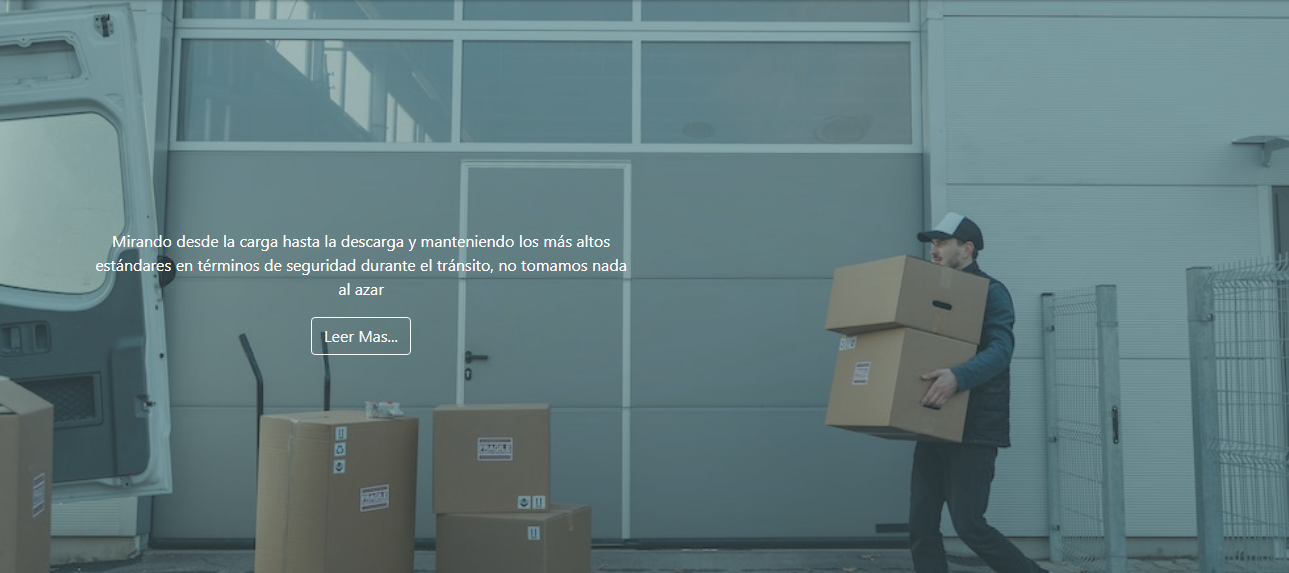 Mirando desde la carga hasta la descarga y manteniendo los más altos
estándares en términos de seguridad durante el tránsito, no tomamos nada
al azar
Leer Mas...
FRAGILE